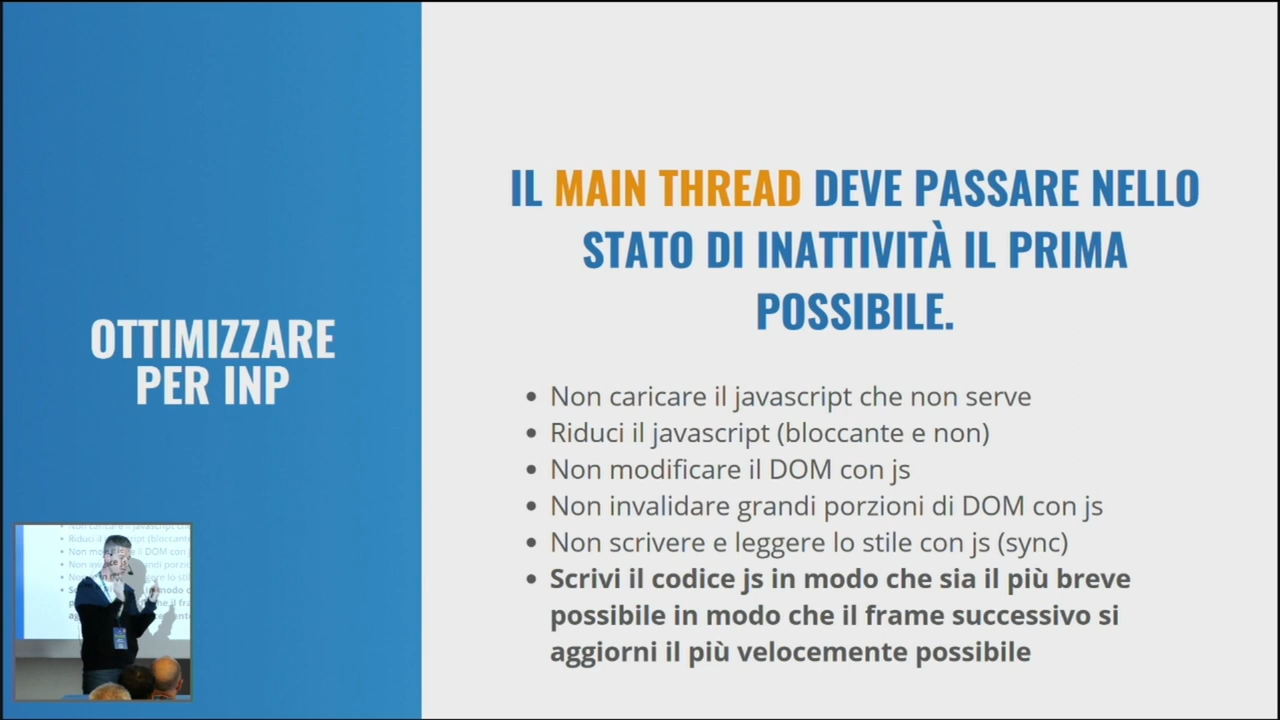 OTTIMIZZARE
PER INP
IL MAIN THREAD DEVE PASSARE NELLO
STATO DI INATTIVITÀ IL PRIMA
POSSIBILE.
• Non caricare il javascript che non serve
• Riduci il javascript (bloccante e non)
• Non modificare il DOM con js
• Non invalidare grandi porzioni di DOM con js
• Non scrivere e leggere lo stile con js (sync)
• Scrivi il codice js in modo che sia il più breve
possibile in modo che il frame successivo si
aggiorni il più velocemente possibile